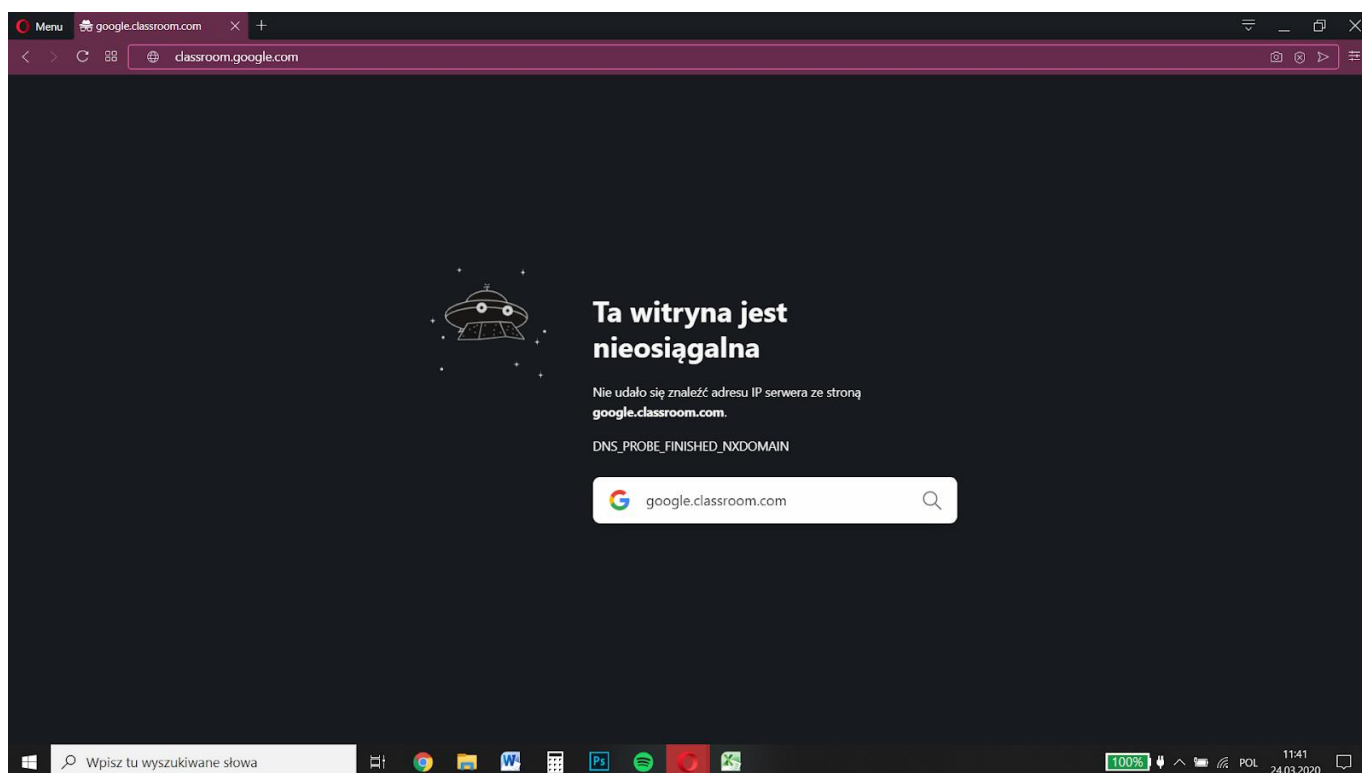 Menu google.classroom.com
classroom.google.com
Ta witryna jest
nieosiągalna
Nie udało się znaleźć adresu IP serwera ze stroną
google.classroom.com.
DNS_PROBE_FINISHED_NXDOMAIN
google.classroom.com
Wpisz tu wyszukiwane słowa
W
Ps
100%
POL
11:41
24.03.2020